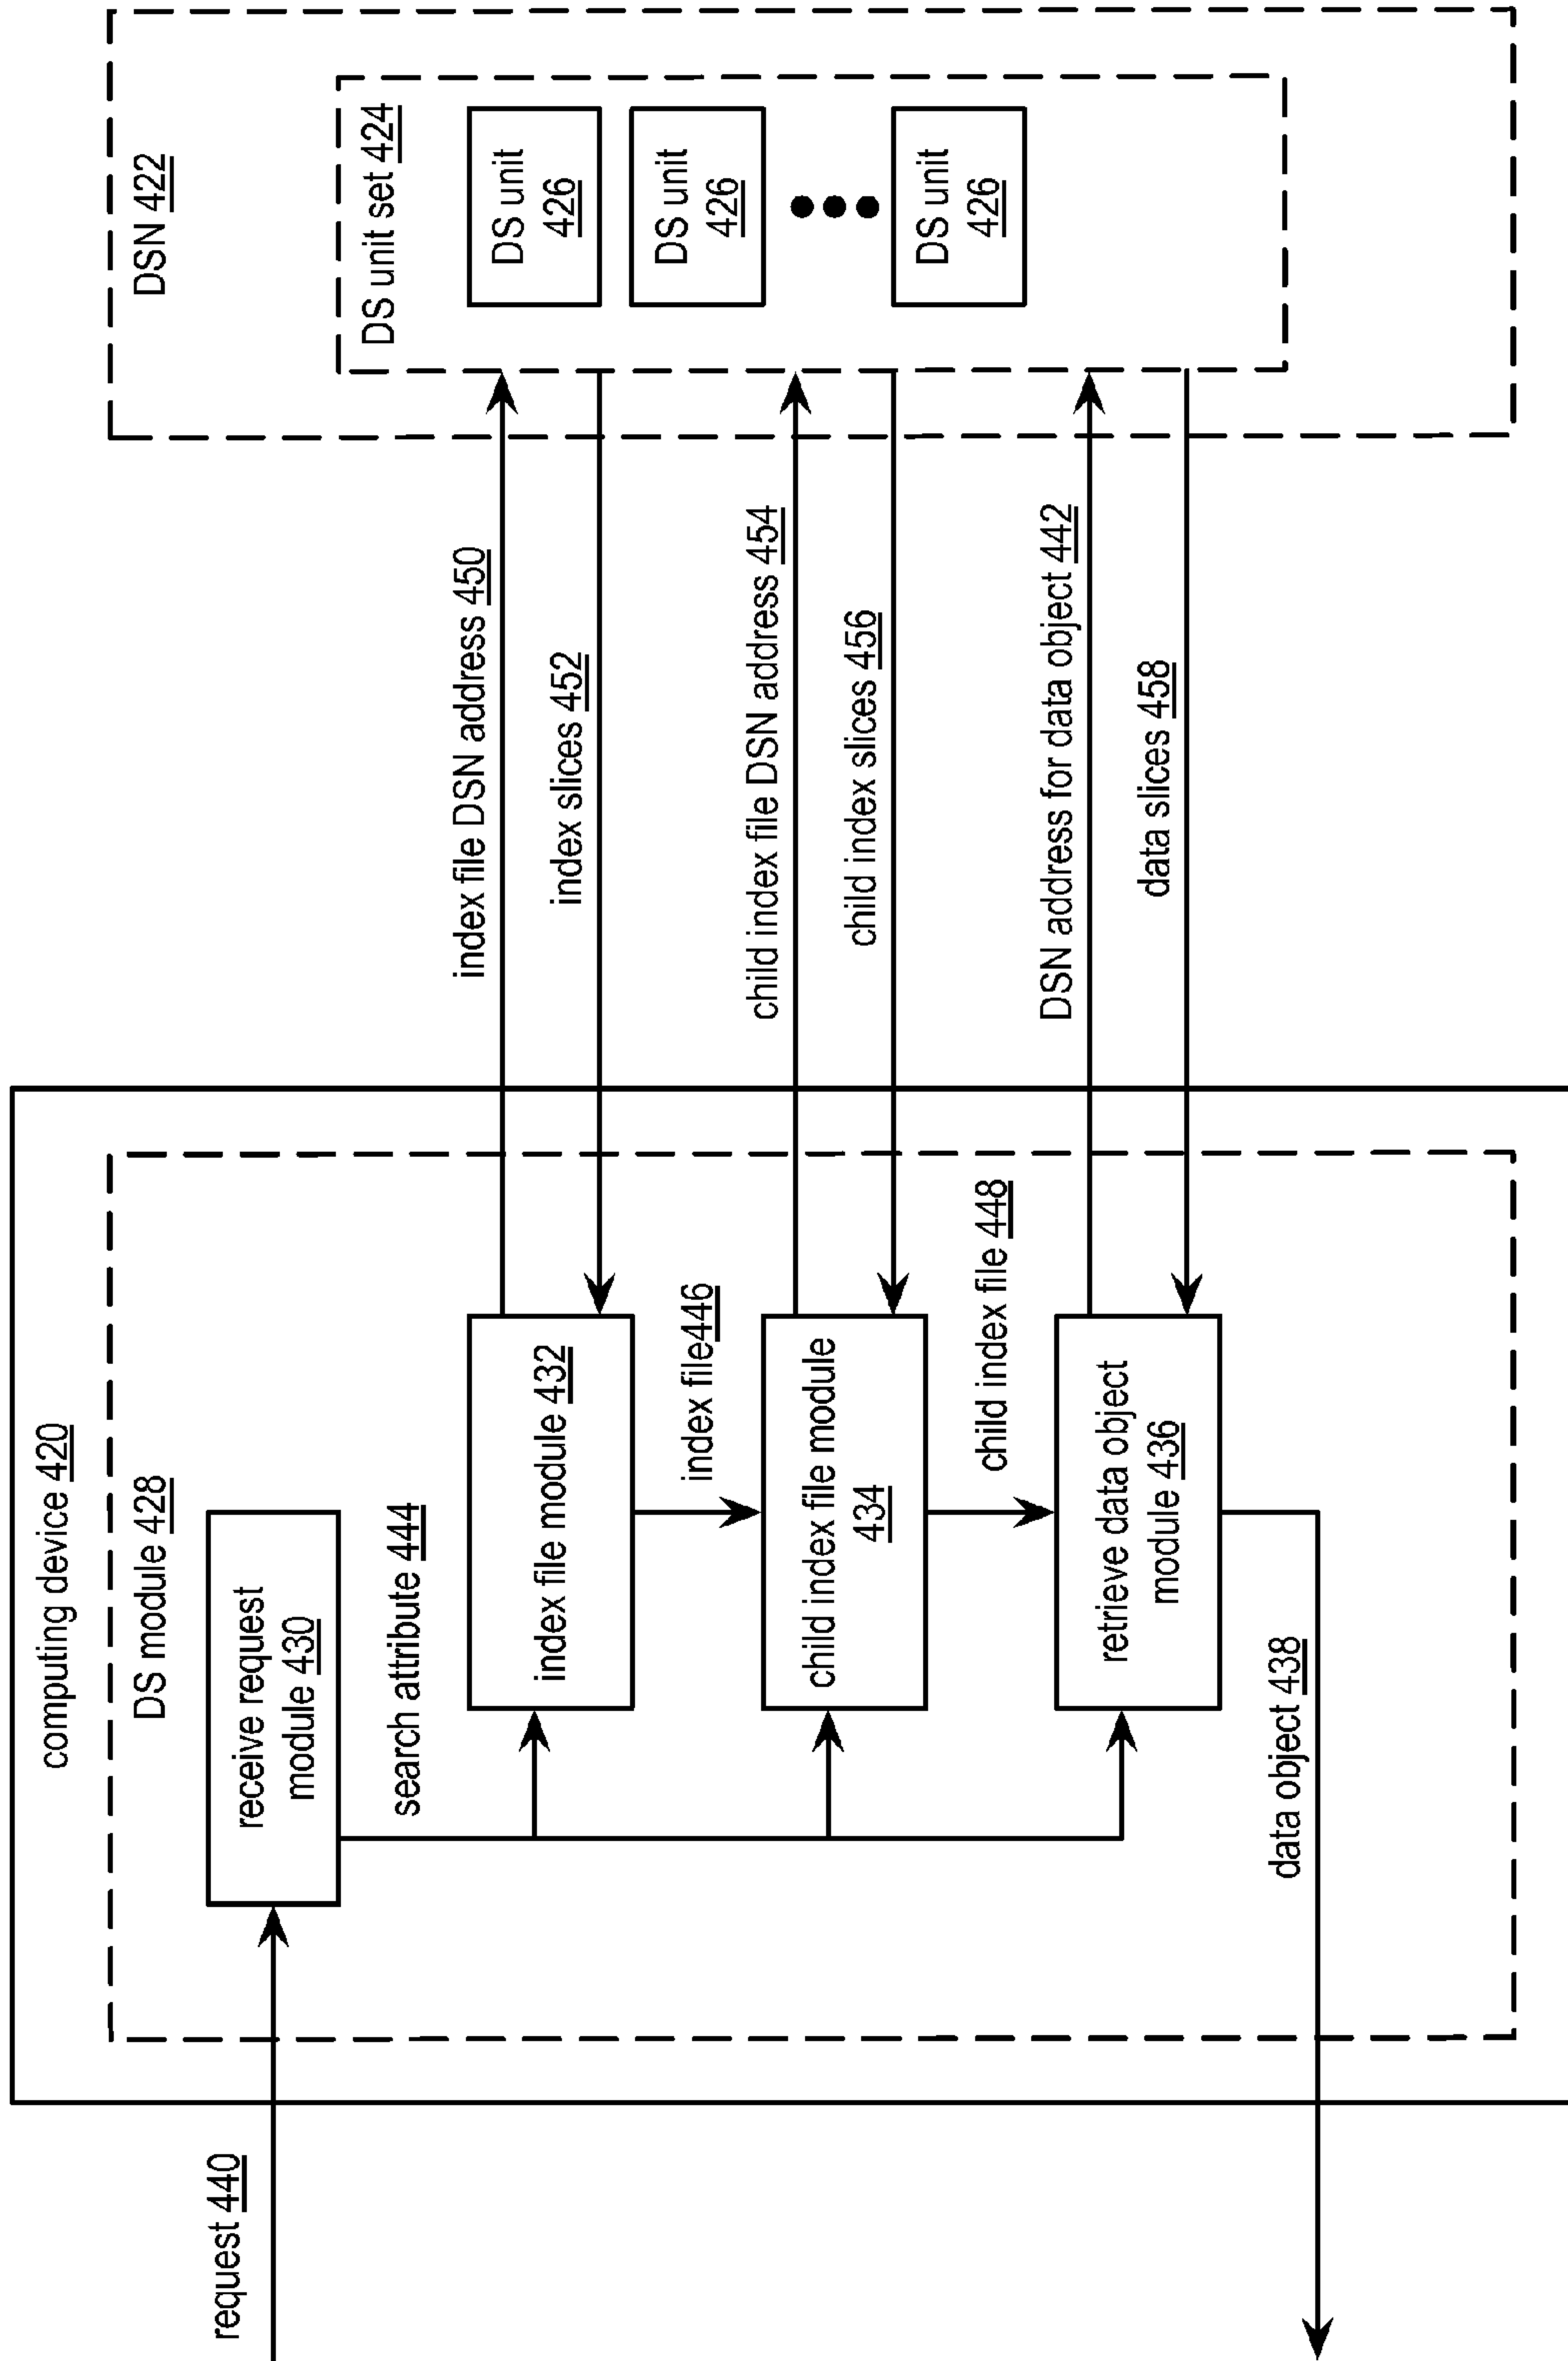 computing device 420
DS module 428
request 440
receive request
module 430
search attribute 444
index file module 432
index file446
child index file module
434
child index file 448
retrieve data object
module 436
data object 438
index file DSN address 450
index slices 452
child index file DSN address 454
child index slices 456
DSN address for data object 442
data slices 458
DSN 422
DS unit set 424
DS unit
426
DS unit
426
DS unit
426